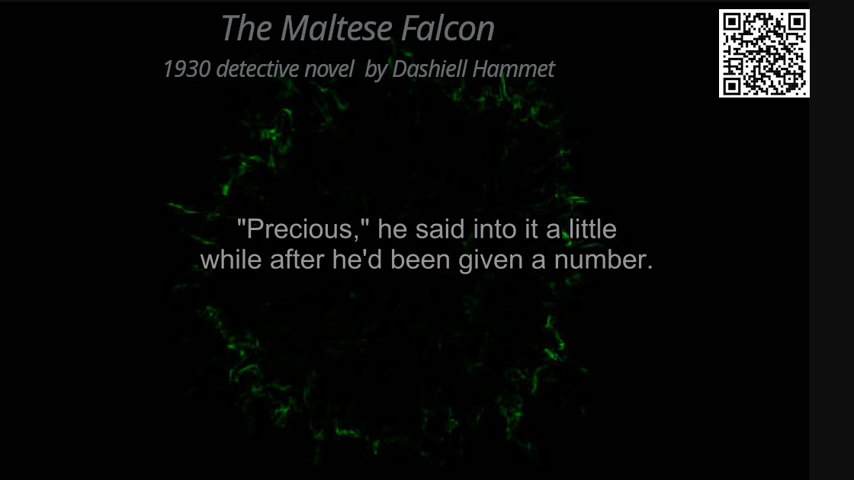 The Maltese Falcon
1930 detective novel by Dashiell Hammet
"Precious," he said into it a little
while after he'd been given a number.